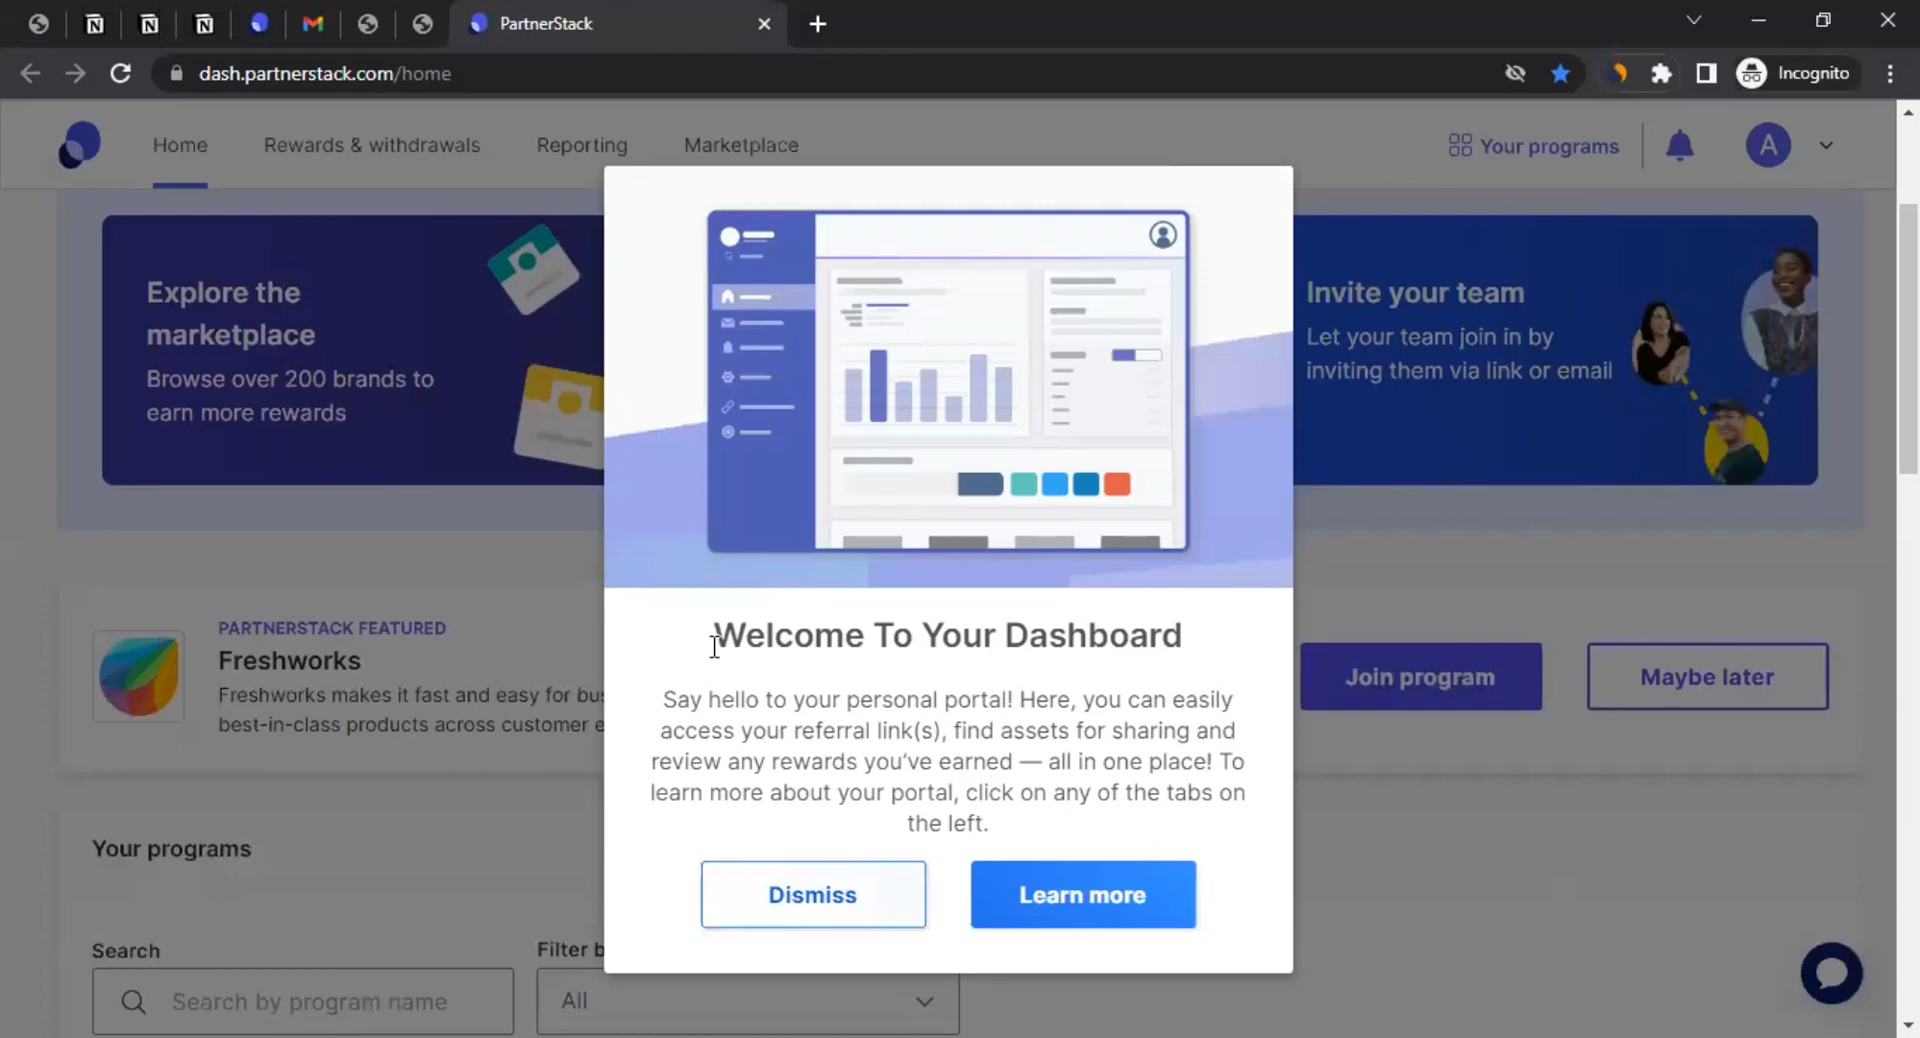 PartnerStack
dash.partnerstack.com/home
Incognito
Home
Rewards & withdrawals
Reporting
Marketplace
Your programs
A
Explore the
marketplace
Browse over 200 brands to
earn more rewards
Invite your team
Let your team join in by
inviting them via link or email
Welcome To Your Dashboard
Say hello to your personal portal! Here, you can easily
access your referral link(s), find assets for sharing and
review any rewards you've earned — all in one place! To
learn more about your portal, click on any of the tabs on
the left.
Dismiss
Learn more
PARTNERSTACK FEATURED
Freshworks
Freshworks makes it fast and easy for bu
best-in-class products across customer e
Join program
Maybe later
Your programs
Search
Filter b
Search by program name
All